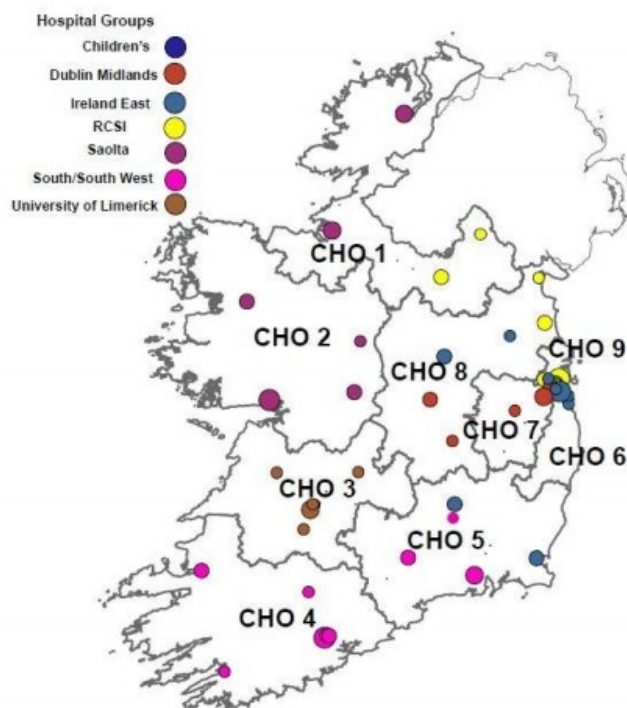 Hospital Groups
Children's
Dublin Midlands
Ireland East
RCSI
Saolta
South/South West
University of Limerick
CHO 1
CHO 2
CHO 9
CHO 8
CHO 7
CHO 6
CHO 3
CHO 5
CHO 4